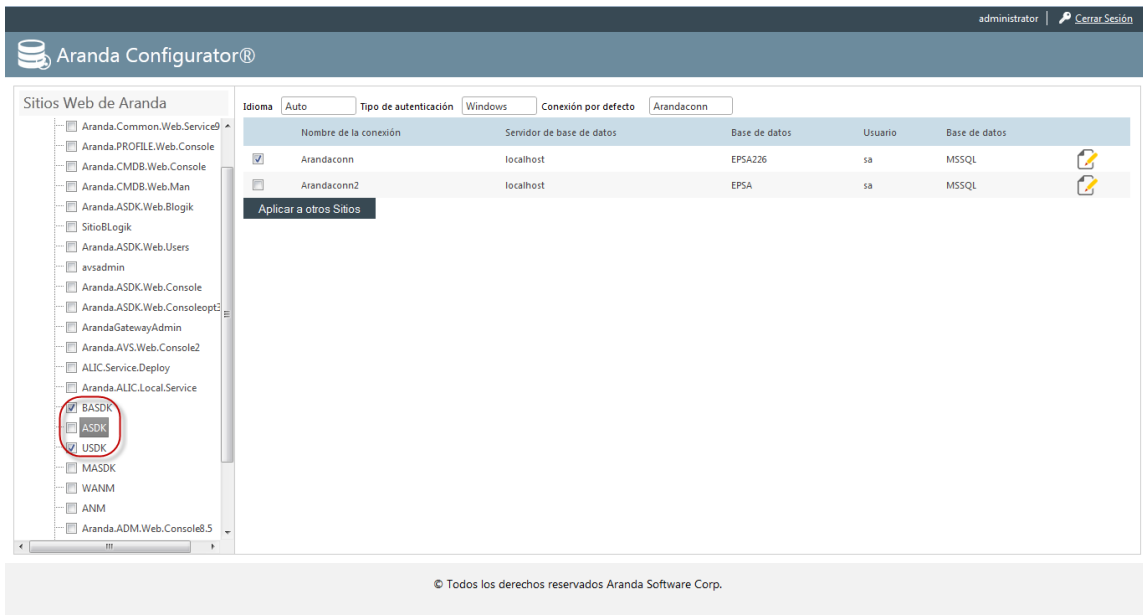 administrator | Cerrar Sesión
Aranda Configurator®
Sitios Web de Aranda
Aranda.Common.Web.Service9
Aranda.PROFILE.Web.Console
Aranda.CMDB.Web.Console
Aranda.CMDB.Web.Man
Aranda.ASDK.Web.Blogik
SitioBLogik
Aranda.ASDK.Web.Users
avsadmin
Aranda.ASDK.Web.Console
Aranda.ASDK.Web.Consoleopt3
ArandaGatewayAdmin
Aranda.AVS.Web.Console2
ALIC.Service.Deploy
Aranda.ALIC.Local.Service
BASDK
ASDK
USDK
MASDK
WANM
ANM
Aranda.ADM.Web.Console8.5
Idioma Auto Tipo de autenticación Windows Conexión por defecto Arandaconn
Nombre de la conexión Servidor de base de datos Base de datos Usuario Base de datos
Arandaconn localhost EPSA226 sa MSSQL
Arandaconn2 localhost EPSA sa MSSQL
Aplicar a otros Sitios
© Todos los derechos reservados Aranda Software Corp.